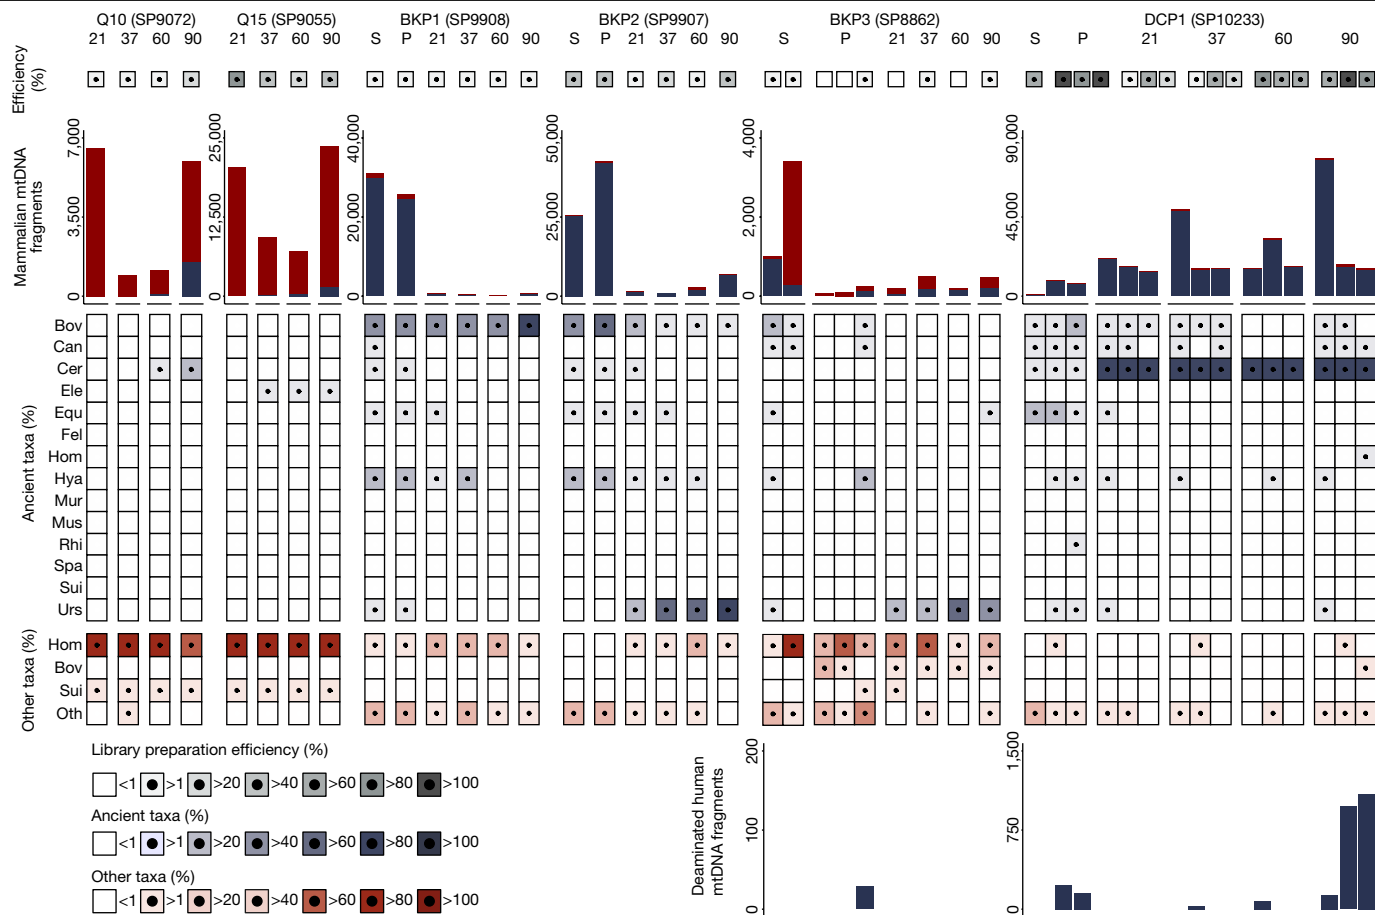 Q10 (SP9072) Q15 (SP9055) BKP1 (SP9908) BKP2 (SP9907) BKP3 (SP8862) DCP1 (SP10233)
21 37 60 90 21 37 60 90 S P 21 37 60 90 S P 21 37 60 90 S P 21 37 60 90 S P 21 37 60 90
Efficiency
(%)
Mammalian mtDNA
fragments
7,000 25,000 40,000 50,000 4,000 90,000
3,500 12,500 20,000 25,000 2,000 45,000
0 0 0 0 0 0
Ancient taxa (%)
Bov
Can
Cer
Ele
Equ
Fel
Hom
Hya
Mur
Mus
Rhi
Spa
Sui
Urs
Other taxa (%)
Hom
Bov
Sui
Oth
Library preparation efficiency (%)
<1 >1 >20 >40 >60 >80 >100
Ancient taxa (%)
<1 >1 >20 >40 >60 >80 >100
Other taxa (%)
<1 >1 >20 >40 >60 >80 >100
Deaminated human
mtDNA fragments
200 1,500
100 750
0 0